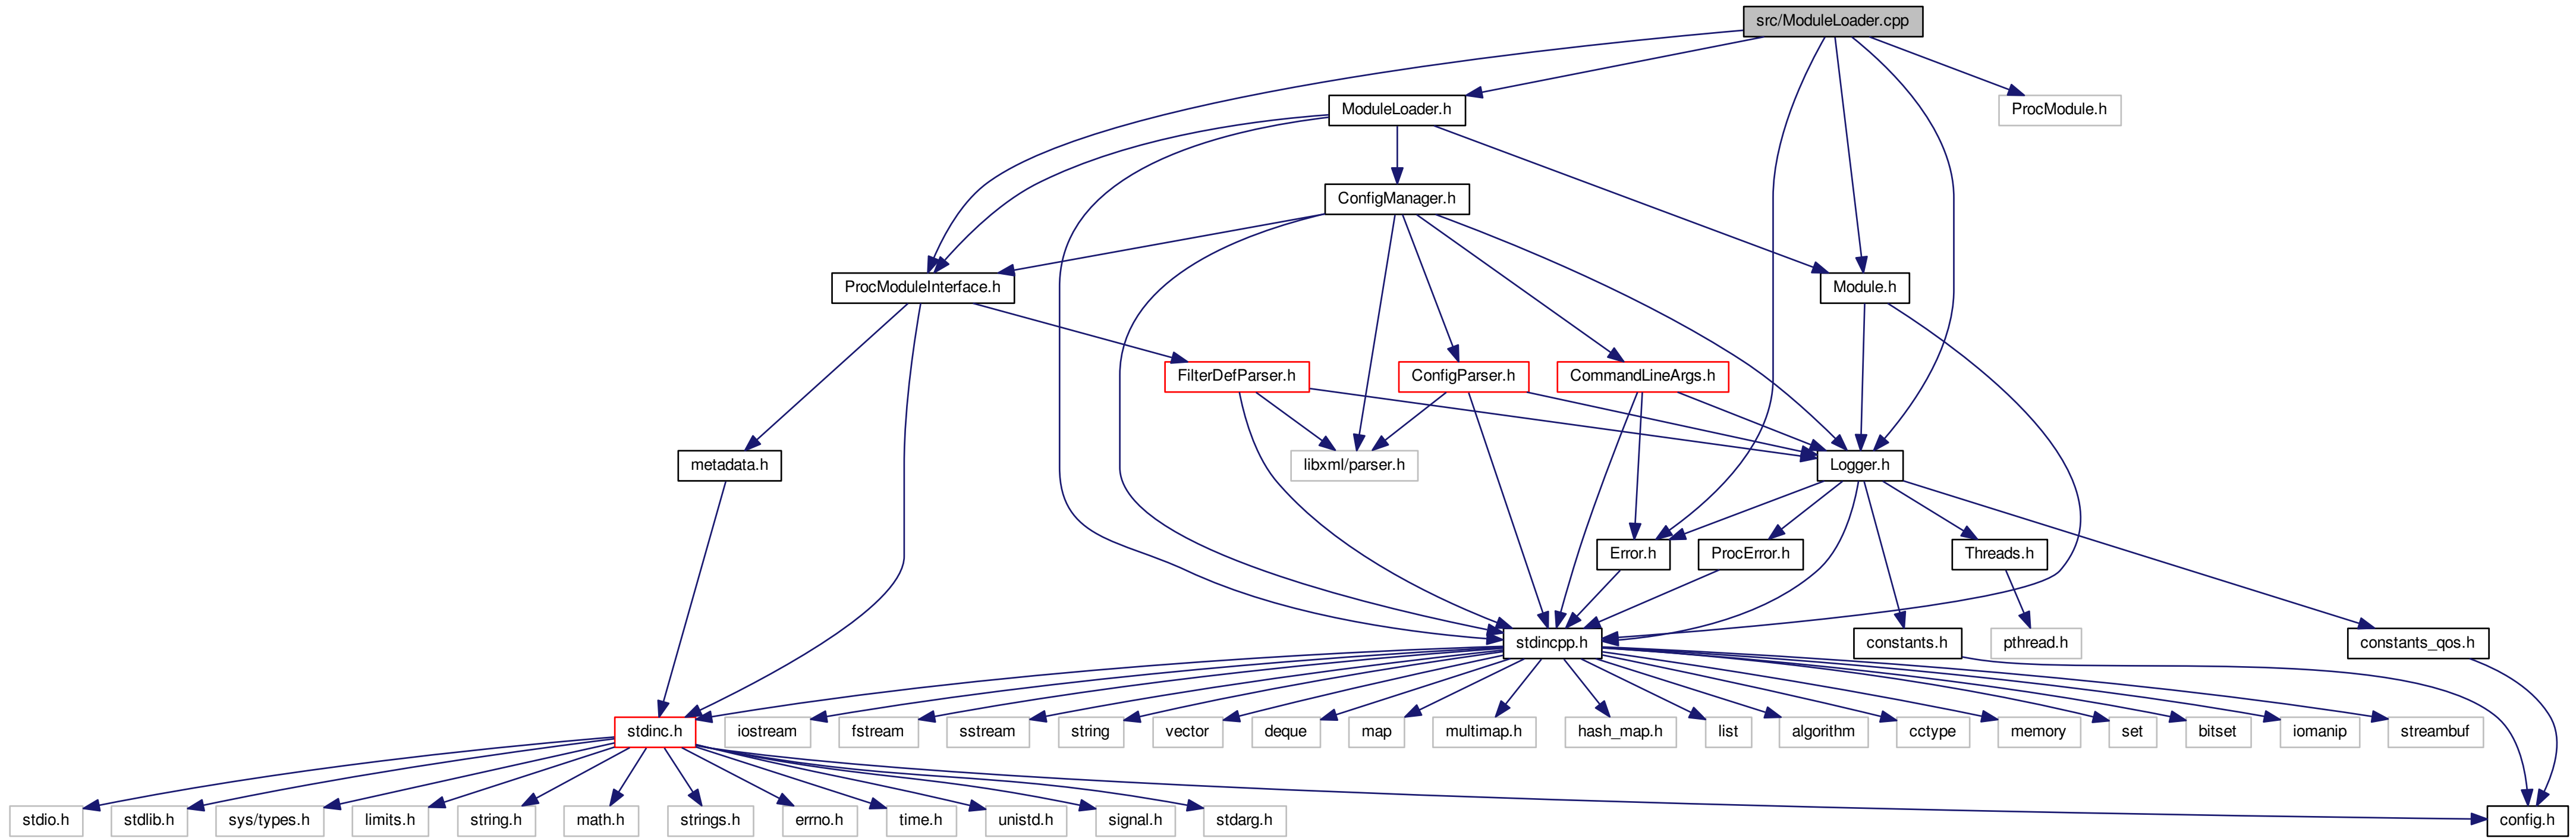 src/ModuleLoader.cpp
ModuleLoader.h
ProcModule.h
ConfigManager.h
ProcModuleInterface.h
Module.h
FilterDefParser.h
ConfigParser.h
CommandLineArgs.h
metadata.h
libxml/parser.h
Logger.h
Error.h
ProcError.h
Threads.h
stdincpp.h
constants.h
pthread.h
constants_qos.h
stdinc.h
iostream
fstream
sstream
string
vector
deque
map
multimap.h
hash_map.h
list
algorithm
cctype
memory
set
bitset
iomanip
streambuf
stdio.h
stdlib.h
sys/types.h
limits.h
string.h
math.h
strings.h
errno.h
time.h
unistd.h
signal.h
stdarg.h
config.h